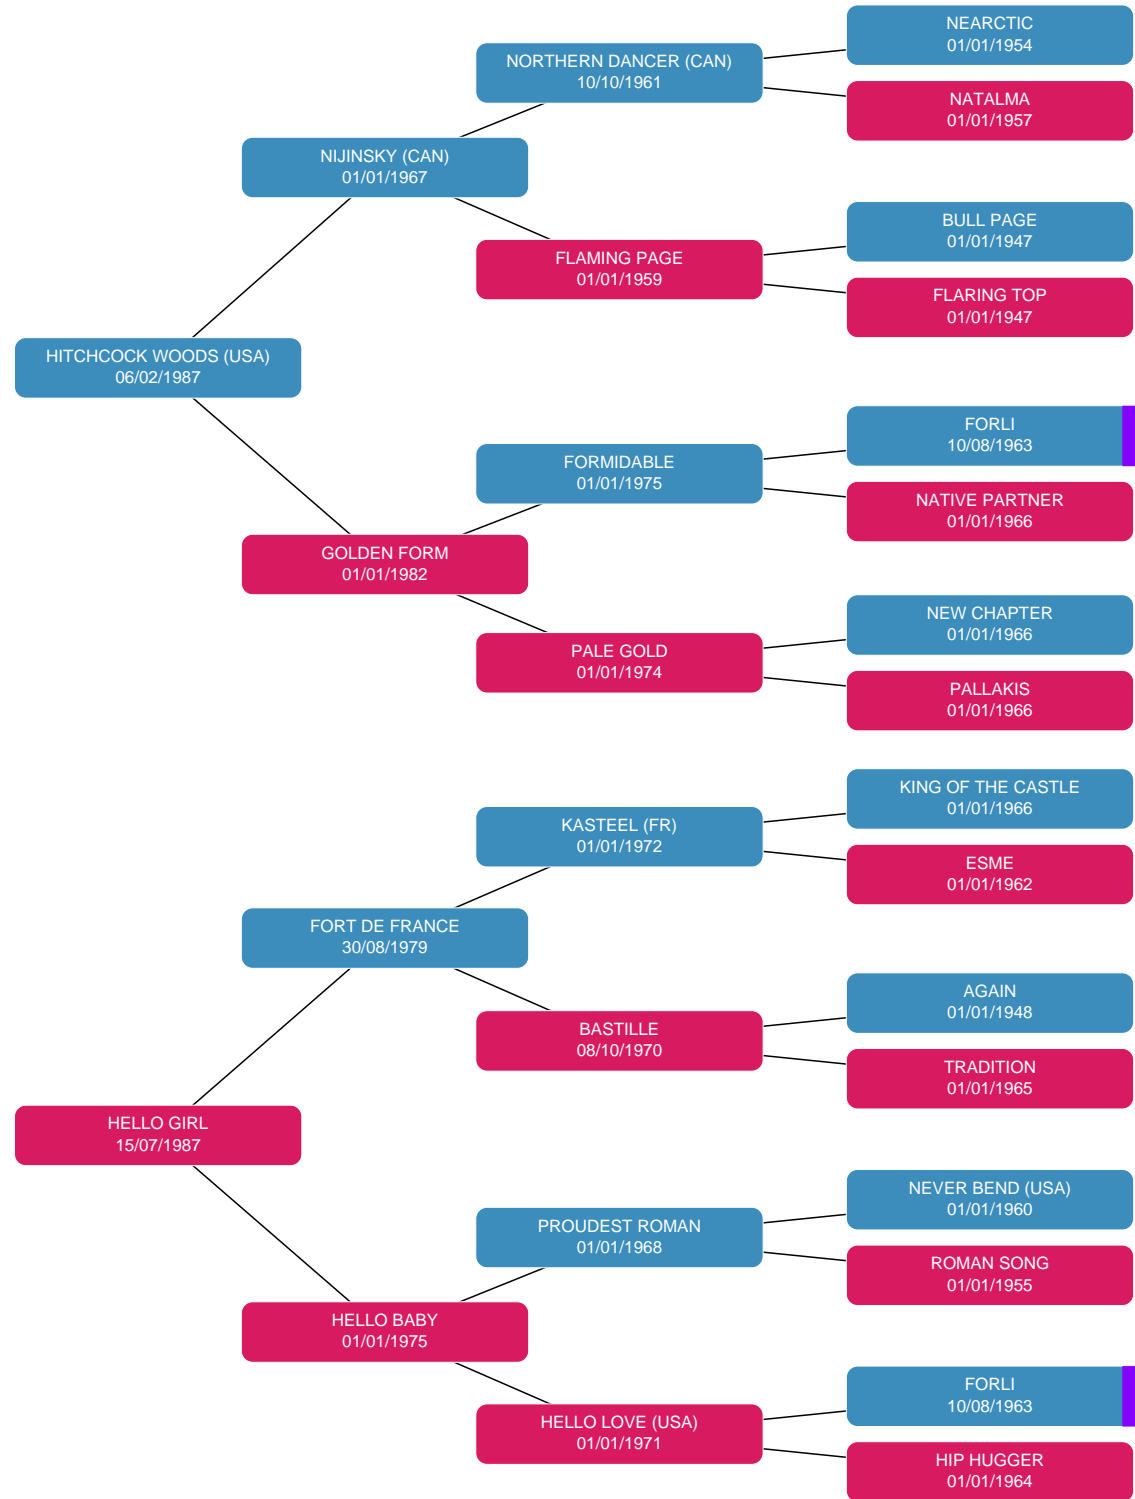 NEARCTIC
01/01/1954
NORTHERN DANCER (CAN)
10/10/1961
NATALMA
01/01/1957
NIJINSKY (CAN)
01/01/1967
BULL PAGE
01/01/1947
FLAMING PAGE
01/01/1959
FLARING TOP
01/01/1947
HITCHCOCK WOODS (USA)
06/02/1987
FORLI
10/08/1963
FORMIDABLE
01/01/1975
NATIVE PARTNER
01/01/1966
GOLDEN FORM
01/01/1982
NEW CHAPTER
01/01/1966
PALE GOLD
01/01/1974
PALLAKIS
01/01/1966
KING OF THE CASTLE
01/01/1966
KASTEEL (FR)
01/01/1972
ESME
01/01/1962
FORT DE FRANCE
30/08/1979
AGAIN
01/01/1948
BASTILLE
08/10/1970
TRADITION
01/01/1965
HELLO GIRL
15/07/1987
NEVER BEND (USA)
01/01/1960
PROUDEST ROMAN
01/01/1968
ROMAN SONG
01/01/1955
HELLO BABY
01/01/1975
FORLI
10/08/1963
HELLO LOVE (USA)
01/01/1971
HIP HUGGER
01/01/1964